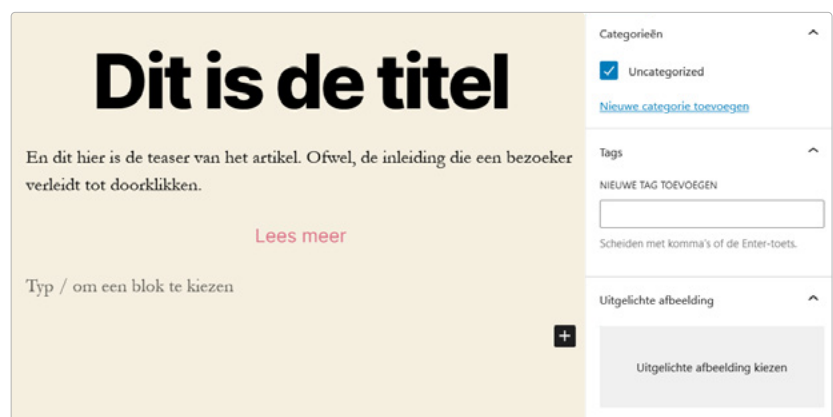 Dit is de titel
En dit hier is de teaser van het artikel. Ofwel, de inleiding die een bezoeker
verleidt tot doorklikken.
Lees meer
Typ / om een blok te kiezen
Categorieën
Uncategorized
Nieuwe categorie toevoegen
Tags
NIEUWE TAG TOEVOEGEN
Scheiden met komma's of de Enter-toets.
Uitgelichte afbeelding
Uitgelichte afbeelding kiezen